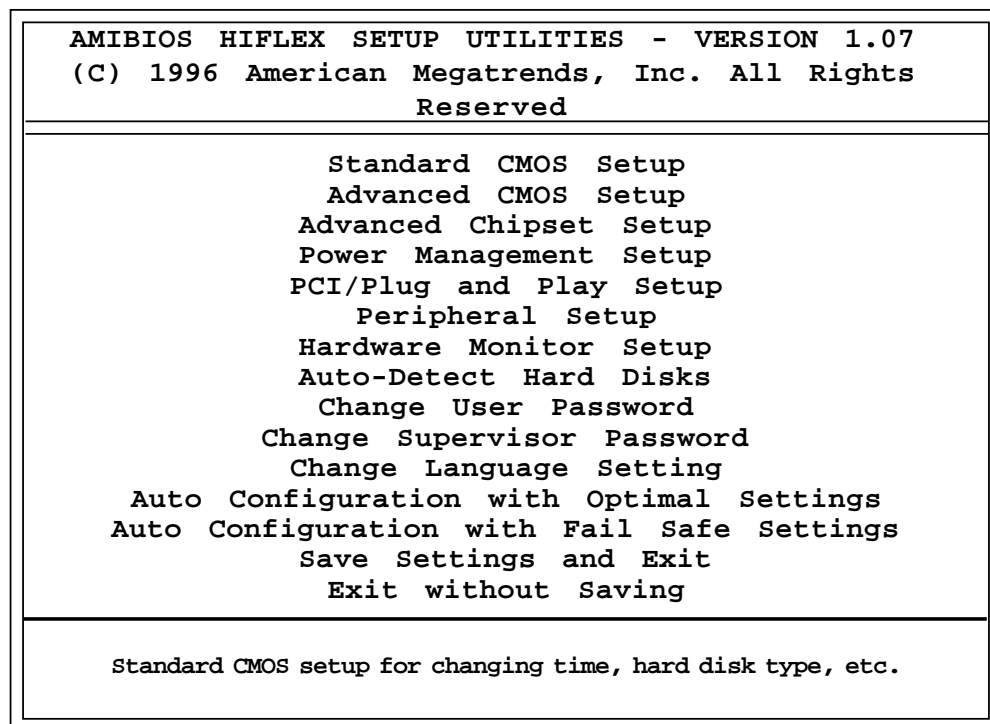 AMIBIOS HIFLEX SETUP UTILITIES - VERSION 1.07
(C) 1996 American Megatrends, Inc. All Rights
Reserved
Standard CMOS Setup
Advanced CMOS Setup
Advanced Chipset Setup
Power Management Setup
PCI/Plug and Play Setup
Peripheral Setup
Hardware Monitor Setup
Auto-Detect Hard Disks
Change User Password
Change Supervisor Password
Change Language Setting
Auto Configuration with Optimal Settings
Auto Configuration with Fail Safe Settings
Save Settings and Exit
Exit without Saving
Standard CMOS setup for changing time, hard disk type, etc.